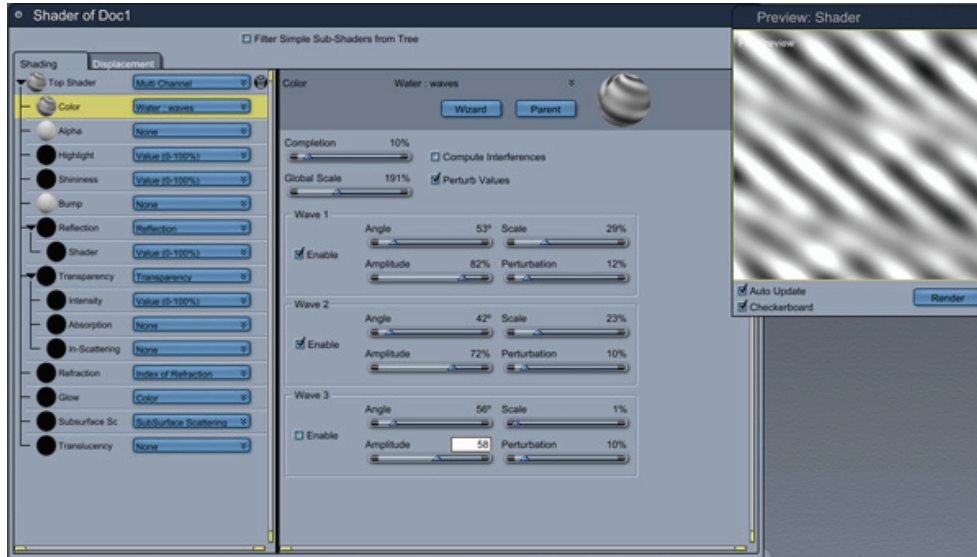 Shader of Doc1
Preview: Shader
Filter Simple Sub-Shaders from Tree
Shading
Displacement
Top Shader
Multi Channel
Color
Water : waves
Alpha
None
Highlight
Value (0-100%)
Shininess
Value (0-100%)
Bump
None
Reflection
Reflection
Shader
Value (0-100%)
Transparency
Transparency
Intensity
Value (0-100%)
Absorption
None
In-Scattering
None
Refraction
Index of Refraction
Glow
Color
Subsurface Sc
SubSurface Scattering
Translucency
None
Color
Water : waves
Wizard
Parent
Completion
10%
Compute Interferences
Global Scale
191%
Perturb Values
Wave 1
Enable
Angle
53°
Scale
29%
Amplitude
82%
Perturbation
12%
Wave 2
Enable
Angle
42°
Scale
23%
Amplitude
72%
Perturbation
10%
Wave 3
Enable
Angle
56°
Scale
1%
Amplitude
58
Perturbation
10%
Auto Update
Checkerboard
Render